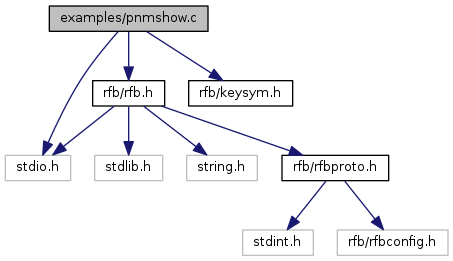 examples/pnmshow.c
rfb/rfb.h
rfb/keysym.h
stdio.h
stdlib.h
string.h
rfb/rfbproto.h
stdint.h
rfb/rfbconfig.h